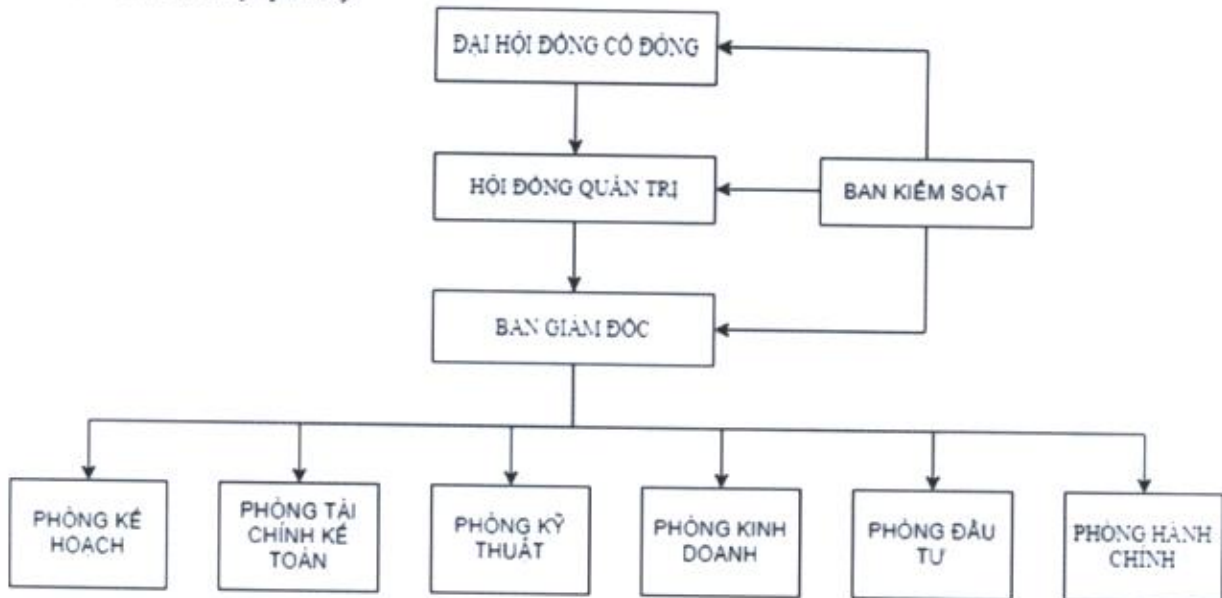 ĐẠI HỘI ĐỒNG CỔ ĐÔNG
HỘI ĐỒNG QUẢN TRỊ
BAN KIỂM SOÁT
BAN GIÁM ĐỐC
PHÒNG KẾ
HOẠCH
PHÒNG TÀI
CHÍNH KẾ
TOÁN
PHÒNG KỸ
THUẬT
PHÒNG KINH
DOANH
PHÒNG ĐẦU
TƯ
PHÒNG HÀNH
CHÍNH